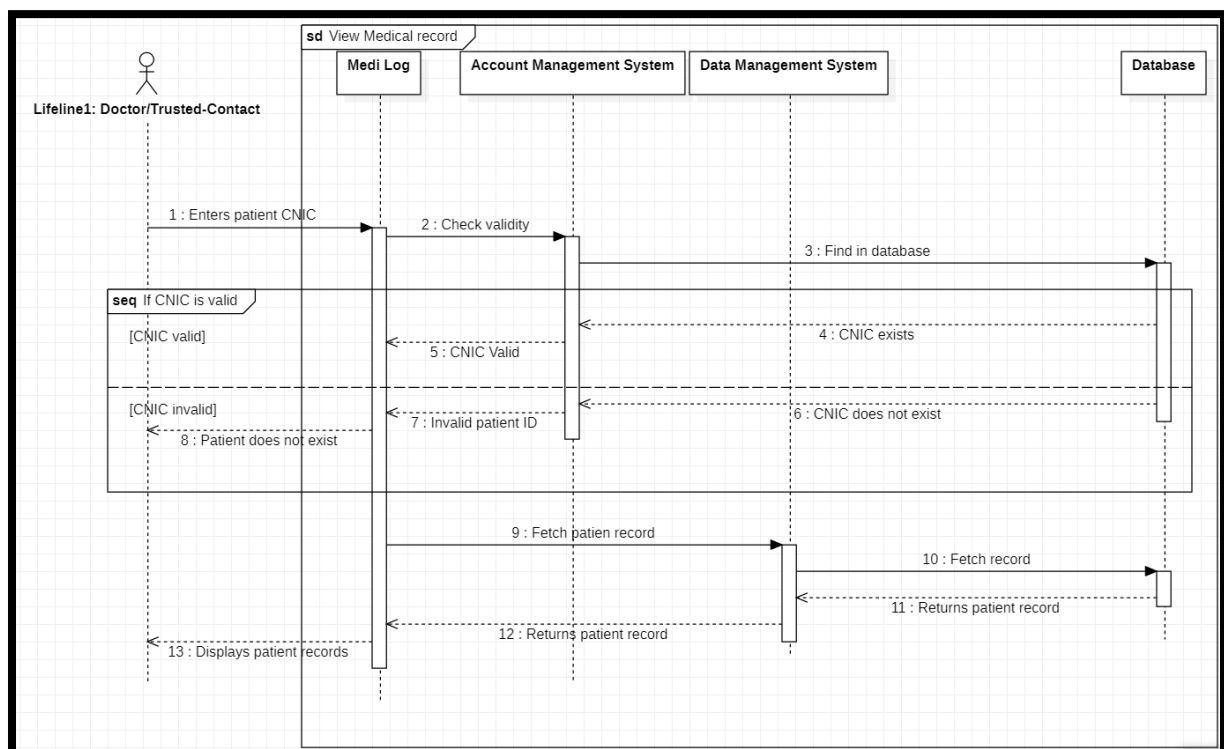 sd View Medical record
Medi Log
Account Management System
Data Management System
Database
Lifeline1: Doctor/Trusted-Contact
1 : Enters patient CNIC
2 : Check validity
3 : Find in database
seq If CNIC is valid
[CNIC valid]
4 : CNIC exists
5 : CNIC Valid
[CNIC invalid]
6 : CNIC does not exist
7 : Invalid patient ID
8 : Patient does not exist
9 : Fetch patien record
10 : Fetch record
11 : Returns patient record
12 : Returns patient record
13 : Displays patient records